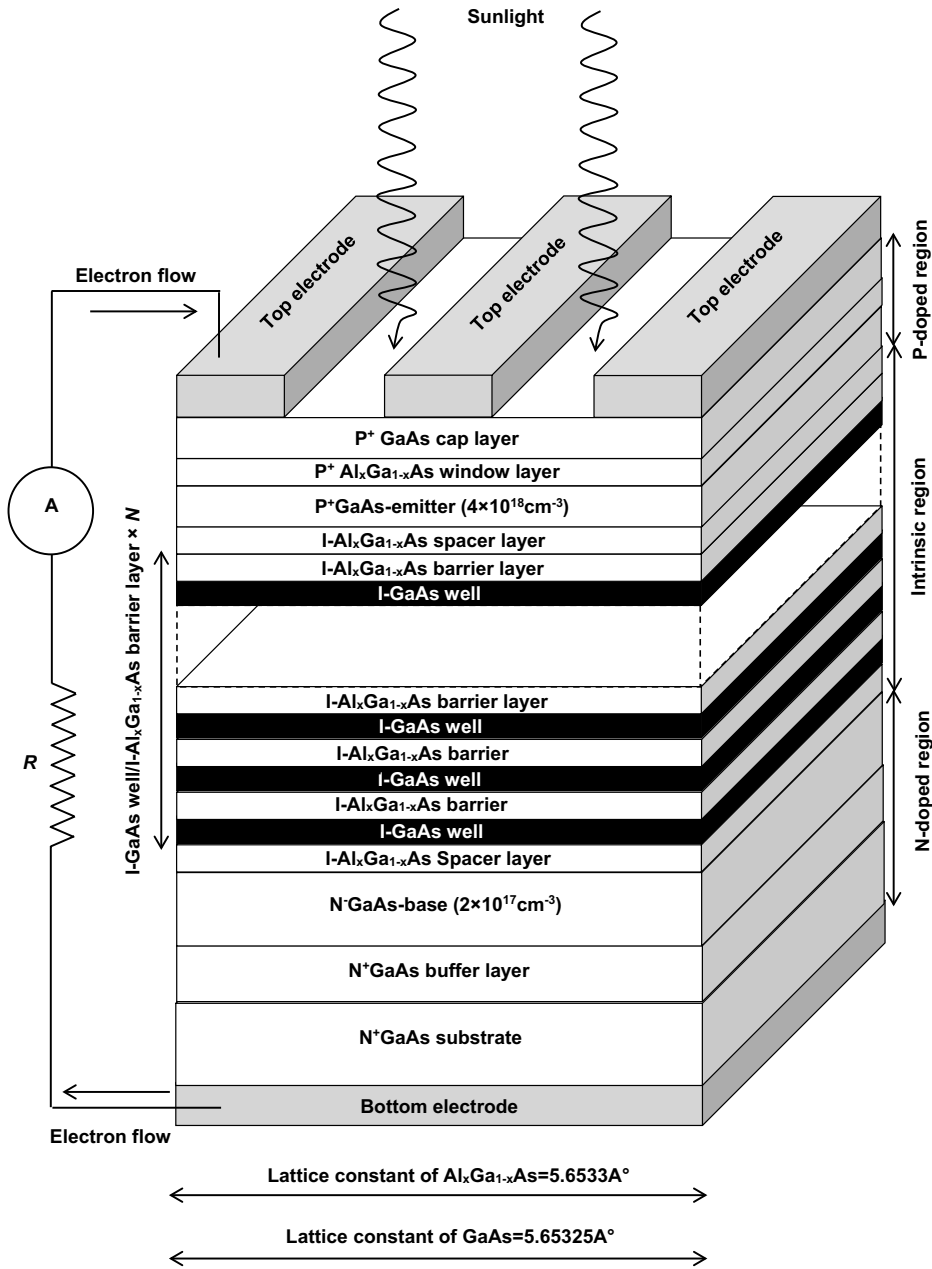 Sunlight
Electron flow
Top electrode
Top electrode
Top electrode
P-doped region
Intrinsic region
N-doped region
P⁺ GaAs cap layer
P⁺ AlₓGa₁₋ₓAs window layer
P⁺GaAs-emitter (4×10¹⁸cm⁻³)
I-AlₓGa₁₋ₓAs spacer layer
I-AlₓGa₁₋ₓAs barrier layer
I-GaAs well
A
R
I-GaAs well/I-AlₓGa₁₋ₓAs barrier layer × N
I-AlₓGa₁₋ₓAs barrier layer
I-GaAs well
I-AlₓGa₁₋ₓAs barrier
I-GaAs well
I-AlₓGa₁₋ₓAs barrier
I-GaAs well
I-AlₓGa₁₋ₓAs Spacer layer
N⁻GaAs-base (2×10¹⁷cm⁻³)
N⁺GaAs buffer layer
N⁺GaAs substrate
Bottom electrode
Electron flow
Lattice constant of AlₓGa₁₋ₓAs=5.6533A°
Lattice constant of GaAs=5.65325A°